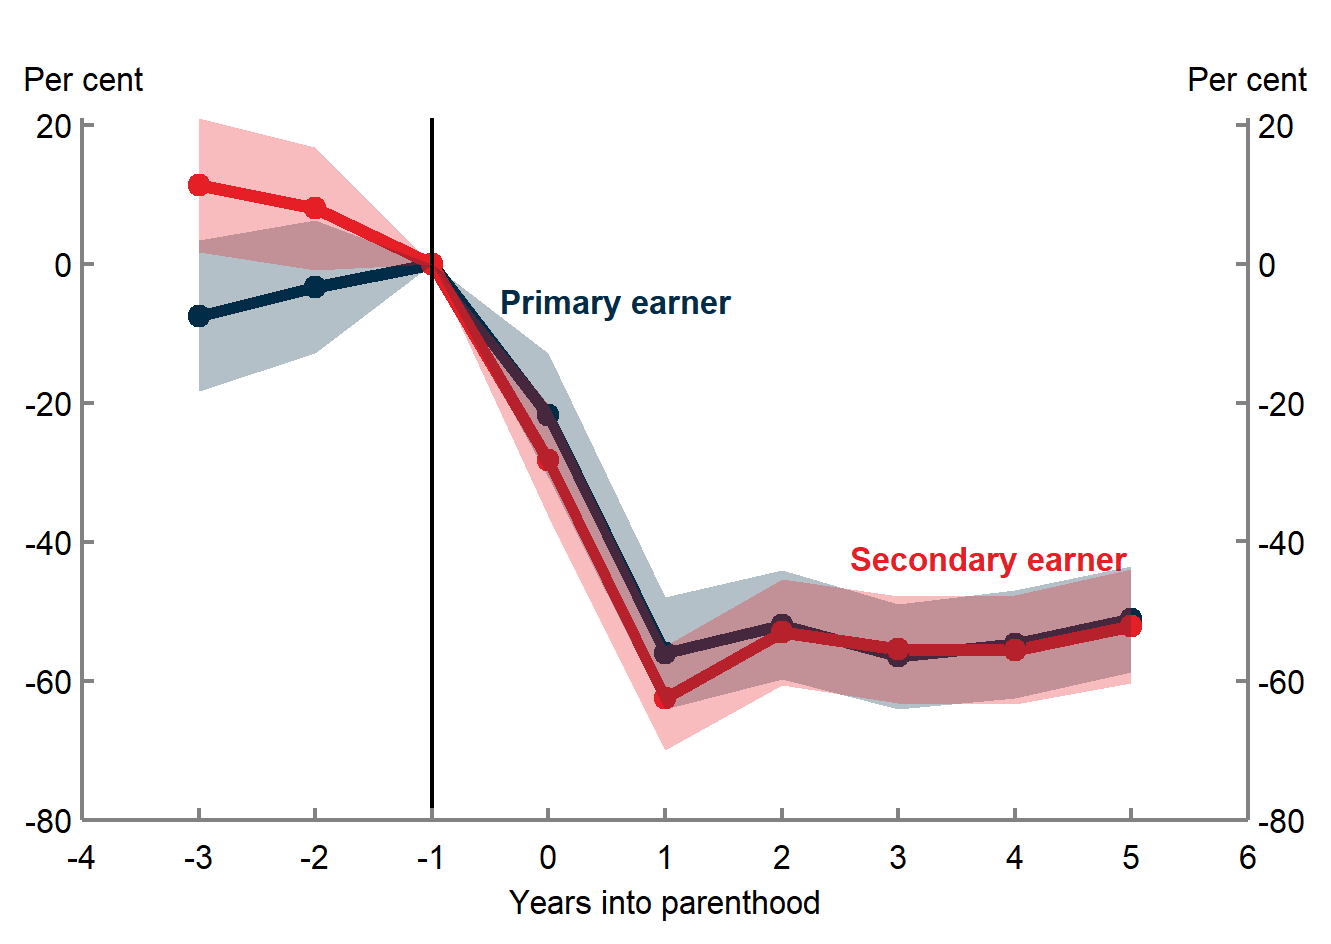 Per cent Per cent
20 20
0 0
Primary earner
-20 -20
-40 -40
Secondary earner
-60 -60
-80 -80
-4 -3 -2 -1 0 1 2 3 4 5 6
Years into parenthood